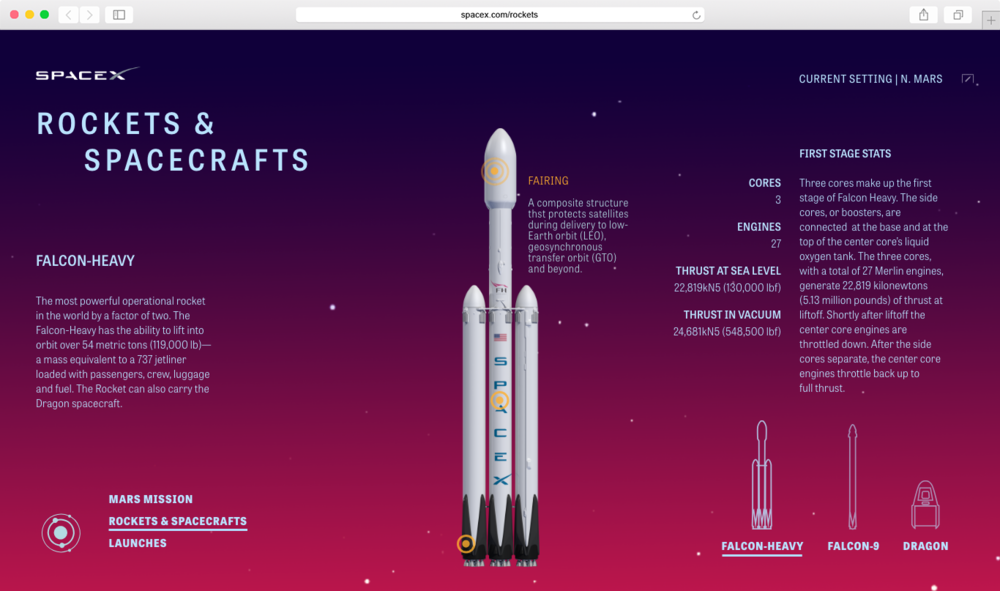 spacex.com/rockets
SPACEX
CURRENT SETTING | N. MARS
ROCKETS &
SPACECRAFTS
FALCON-HEAVY
The most powerful operational rocket
in the world by a factor of two. The
Falcon-Heavy has the ability to lift into
orbit over 54 metric tons (119,000 lb)—
a mass equivalent to a 737 jetliner
loaded with passengers, crew, luggage
and fuel. The Rocket can also carry the
Dragon spacecraft.
FAIRING
A composite structure
thst protects satellites
during delivery to low-
Earth orbit (LEO),
geosynchronous
transfer orbit (GTO)
and beyond.
SPACEX
CORES
3
ENGINES
27
THRUST AT SEA LEVEL
22,819kN5 (130,000 lbf)
THRUST IN VACUUM
24,681kN5 (548,500 lbf)
FIRST STAGE STATS
Three cores make up the first
stage of Falcon Heavy. The side
cores, or boosters, are
connected at the base and at the
top of the center core's liquid
oxygen tank. The three cores,
with a total of 27 Merlin engines,
generate 22,819 kilonewtons
(5.13 million pounds) of thrust at
liftoff. Shortly after liftoff the
center core engines are
throttled down. After the side
cores separate, the center core
engines throttle back up to
full thrust.
MARS MISSION
ROCKETS & SPACECRAFTS
LAUNCHES
FALCON-HEAVY
FALCON-9
DRAGON